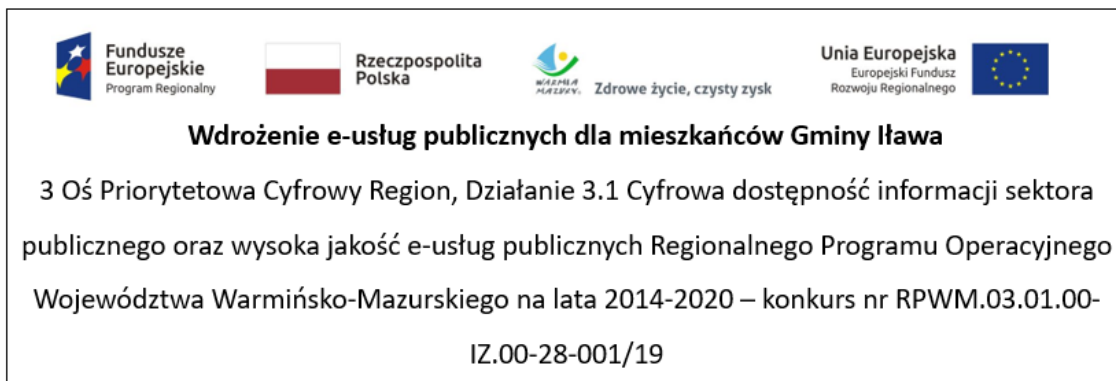 Fundusze
Europejskie
Program Regionalny
Rzeczpospolita
Polska
WARMIA
MAZURY.
Zdrowe życie, czysty zysk
Unia Europejska
Europejski Fundusz
Rozwoju Regionalnego
Wdrożenie e-usług publicznych dla mieszkańców Gminy Iława
3 Oś Priorytetowa Cyfrowy Region, Działanie 3.1 Cyfrowa dostępność informacji sektora
publicznego oraz wysoka jakość e-usług publicznych Regionalnego Programu Operacyjnego
Województwa Warmińsko-Mazurskiego na lata 2014-2020 – konkurs nr RPWM.03.01.00-
IZ.00-28-001/19